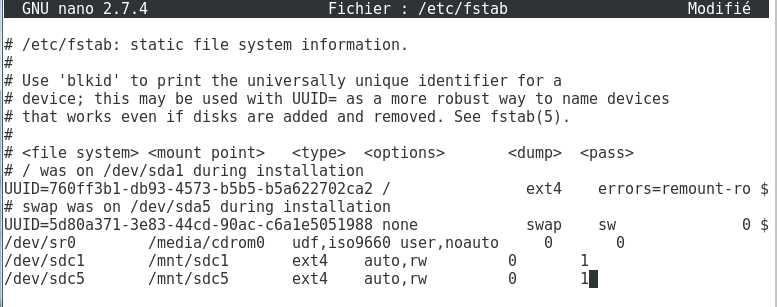 GNU nano 2.7.4 Fichier : /etc/fstab Modifié
# /etc/fstab: static file system information.
#
# Use 'blkid' to print the universally unique identifier for a
# device; this may be used with UUID= as a more robust way to name devices
# that works even if disks are added and removed. See fstab(5).
#
# <file system> <mount point>   <type>  <options>       <dump>  <pass>
# / was on /dev/sda1 during installation
UUID=760ff3b1-db93-4573-b5b5-b5a622702ca2 /               ext4    errors=remount-ro $
# swap was on /dev/sda5 during installation
UUID=5d80a371-3e83-44cd-90ac-c6a1e5051988 none            swap    sw              0 $
/dev/sr0        /media/cdrom0   udf,iso9660 user,noauto     0       0
/dev/sdc1       /mnt/sdc1       ext4    auto,rw         0       1
/dev/sdc5       /mnt/sdc5       ext4    auto,rw         0       1